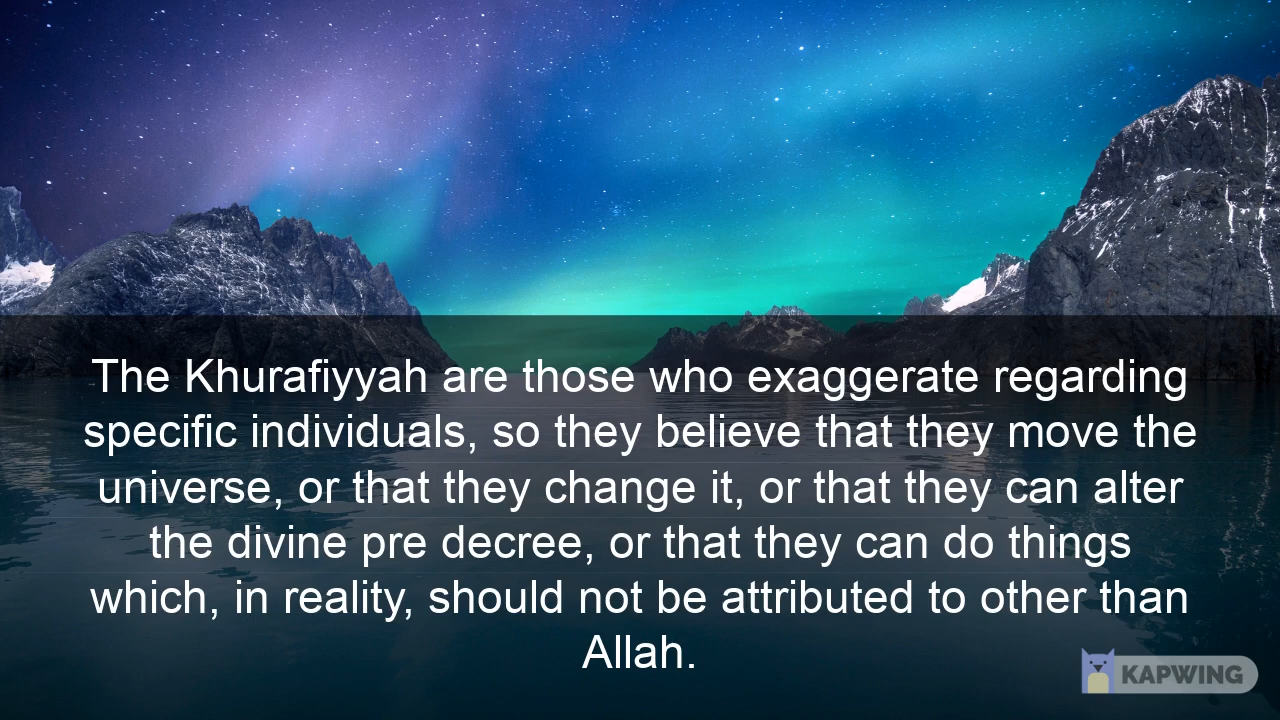 The Khurafiyyah are those who exaggerate regarding
specific individuals, so they believe that they move the
universe, or that they change it, or that they can alter
the divine pre decree, or that they can do things
which, in reality, should not be attributed to other than
Allah.
KAPWING